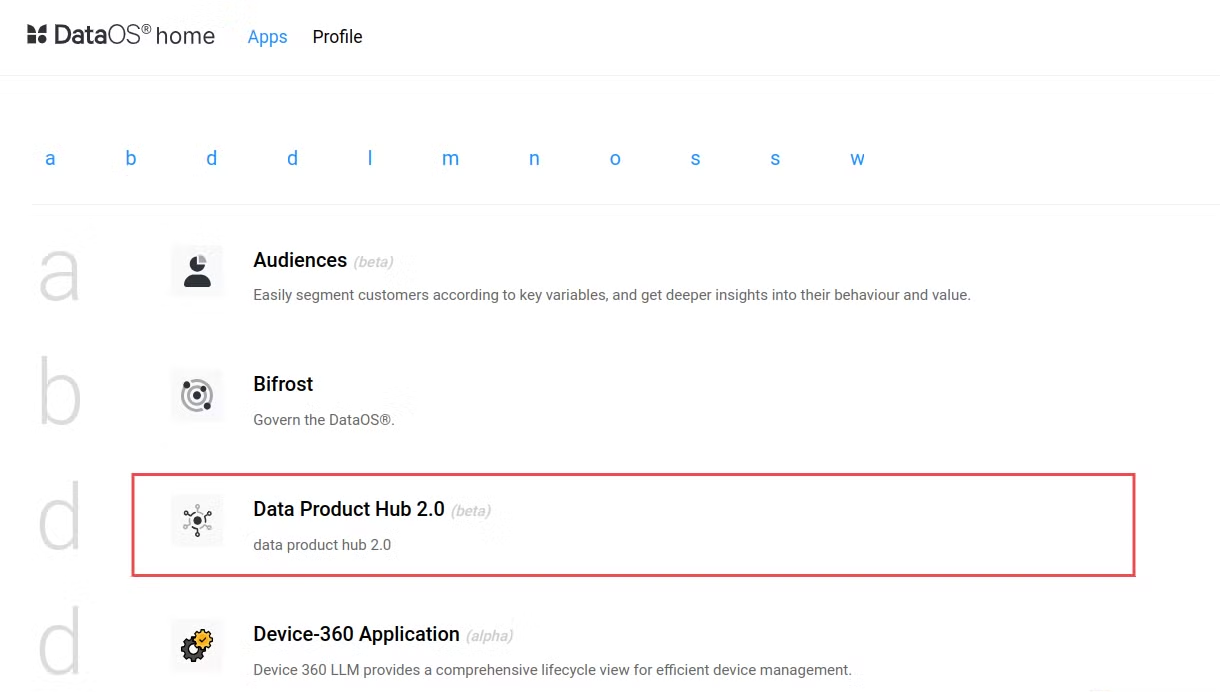 DataOS® home Apps Profile
a b d d l m n o s s w
a
Audiences (beta)
Easily segment customers according to key variables, and get deeper insights into their behaviour and value.
b
Bifrost
Govern the DataOS®.
d
Data Product Hub 2.0 (beta)
data product hub 2.0
d
Device-360 Application (alpha)
Device 360 LLM provides a comprehensive lifecycle view for efficient device management.